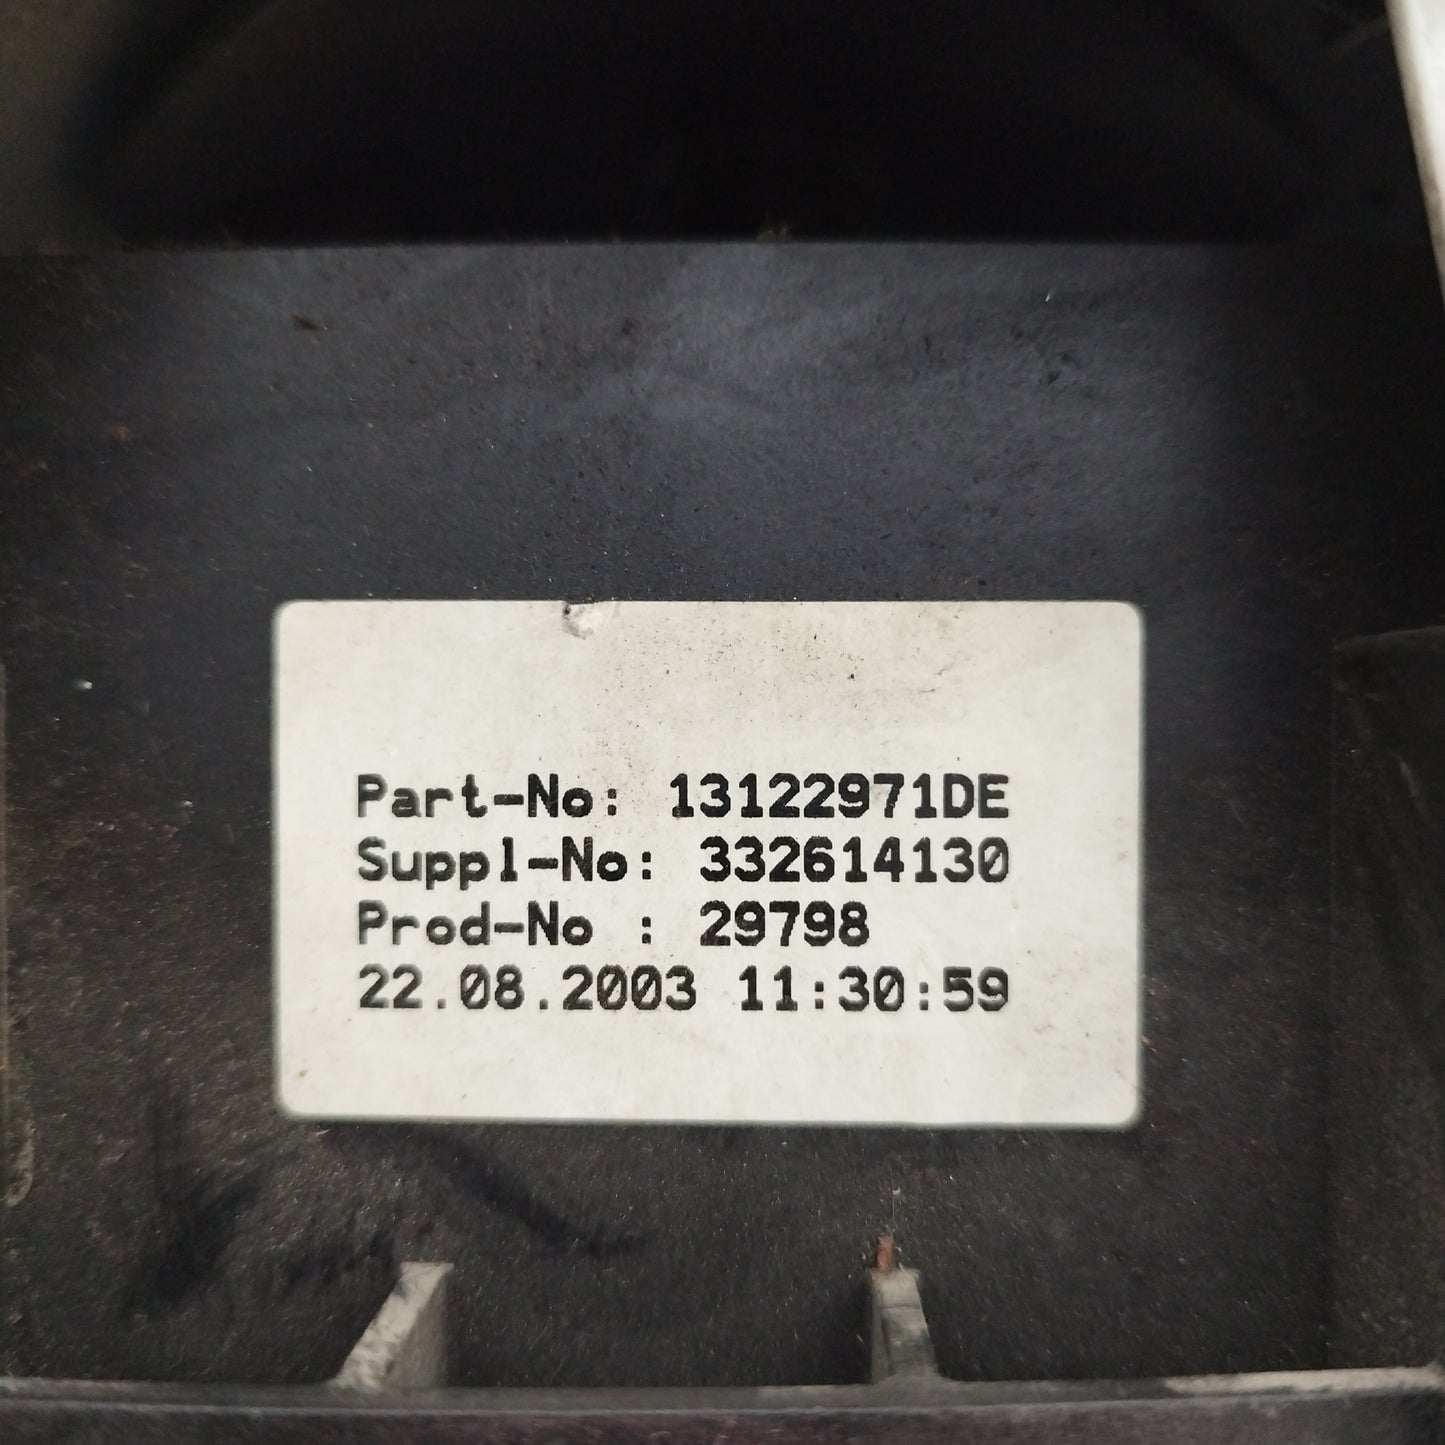 Part-No: 13122971DE
Suppl-No: 332614130
Prod-No : 29798
22.08.2003 11:30:59